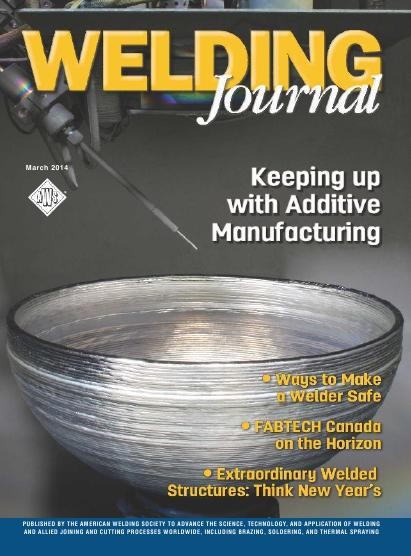 WELDING
Journal
March 2014
AWS
Keeping up
with Additive
Manufacturing
• Ways to Make
a Welder Safe
• FABTECH Canada
on the Horizon
• Extraordinary Welded
Structures: Think New Year's
PUBLISHED BY THE AMERICAN WELDING SOCIETY TO ADVANCE THE SCIENCE, TECHNOLOGY, AND APPLICATION OF WELDING
AND ALLIED JOINING AND CUTTING PROCESSES WORLDWIDE, INCLUDING BRAZING, SOLDERING, AND THERMAL SPRAYING